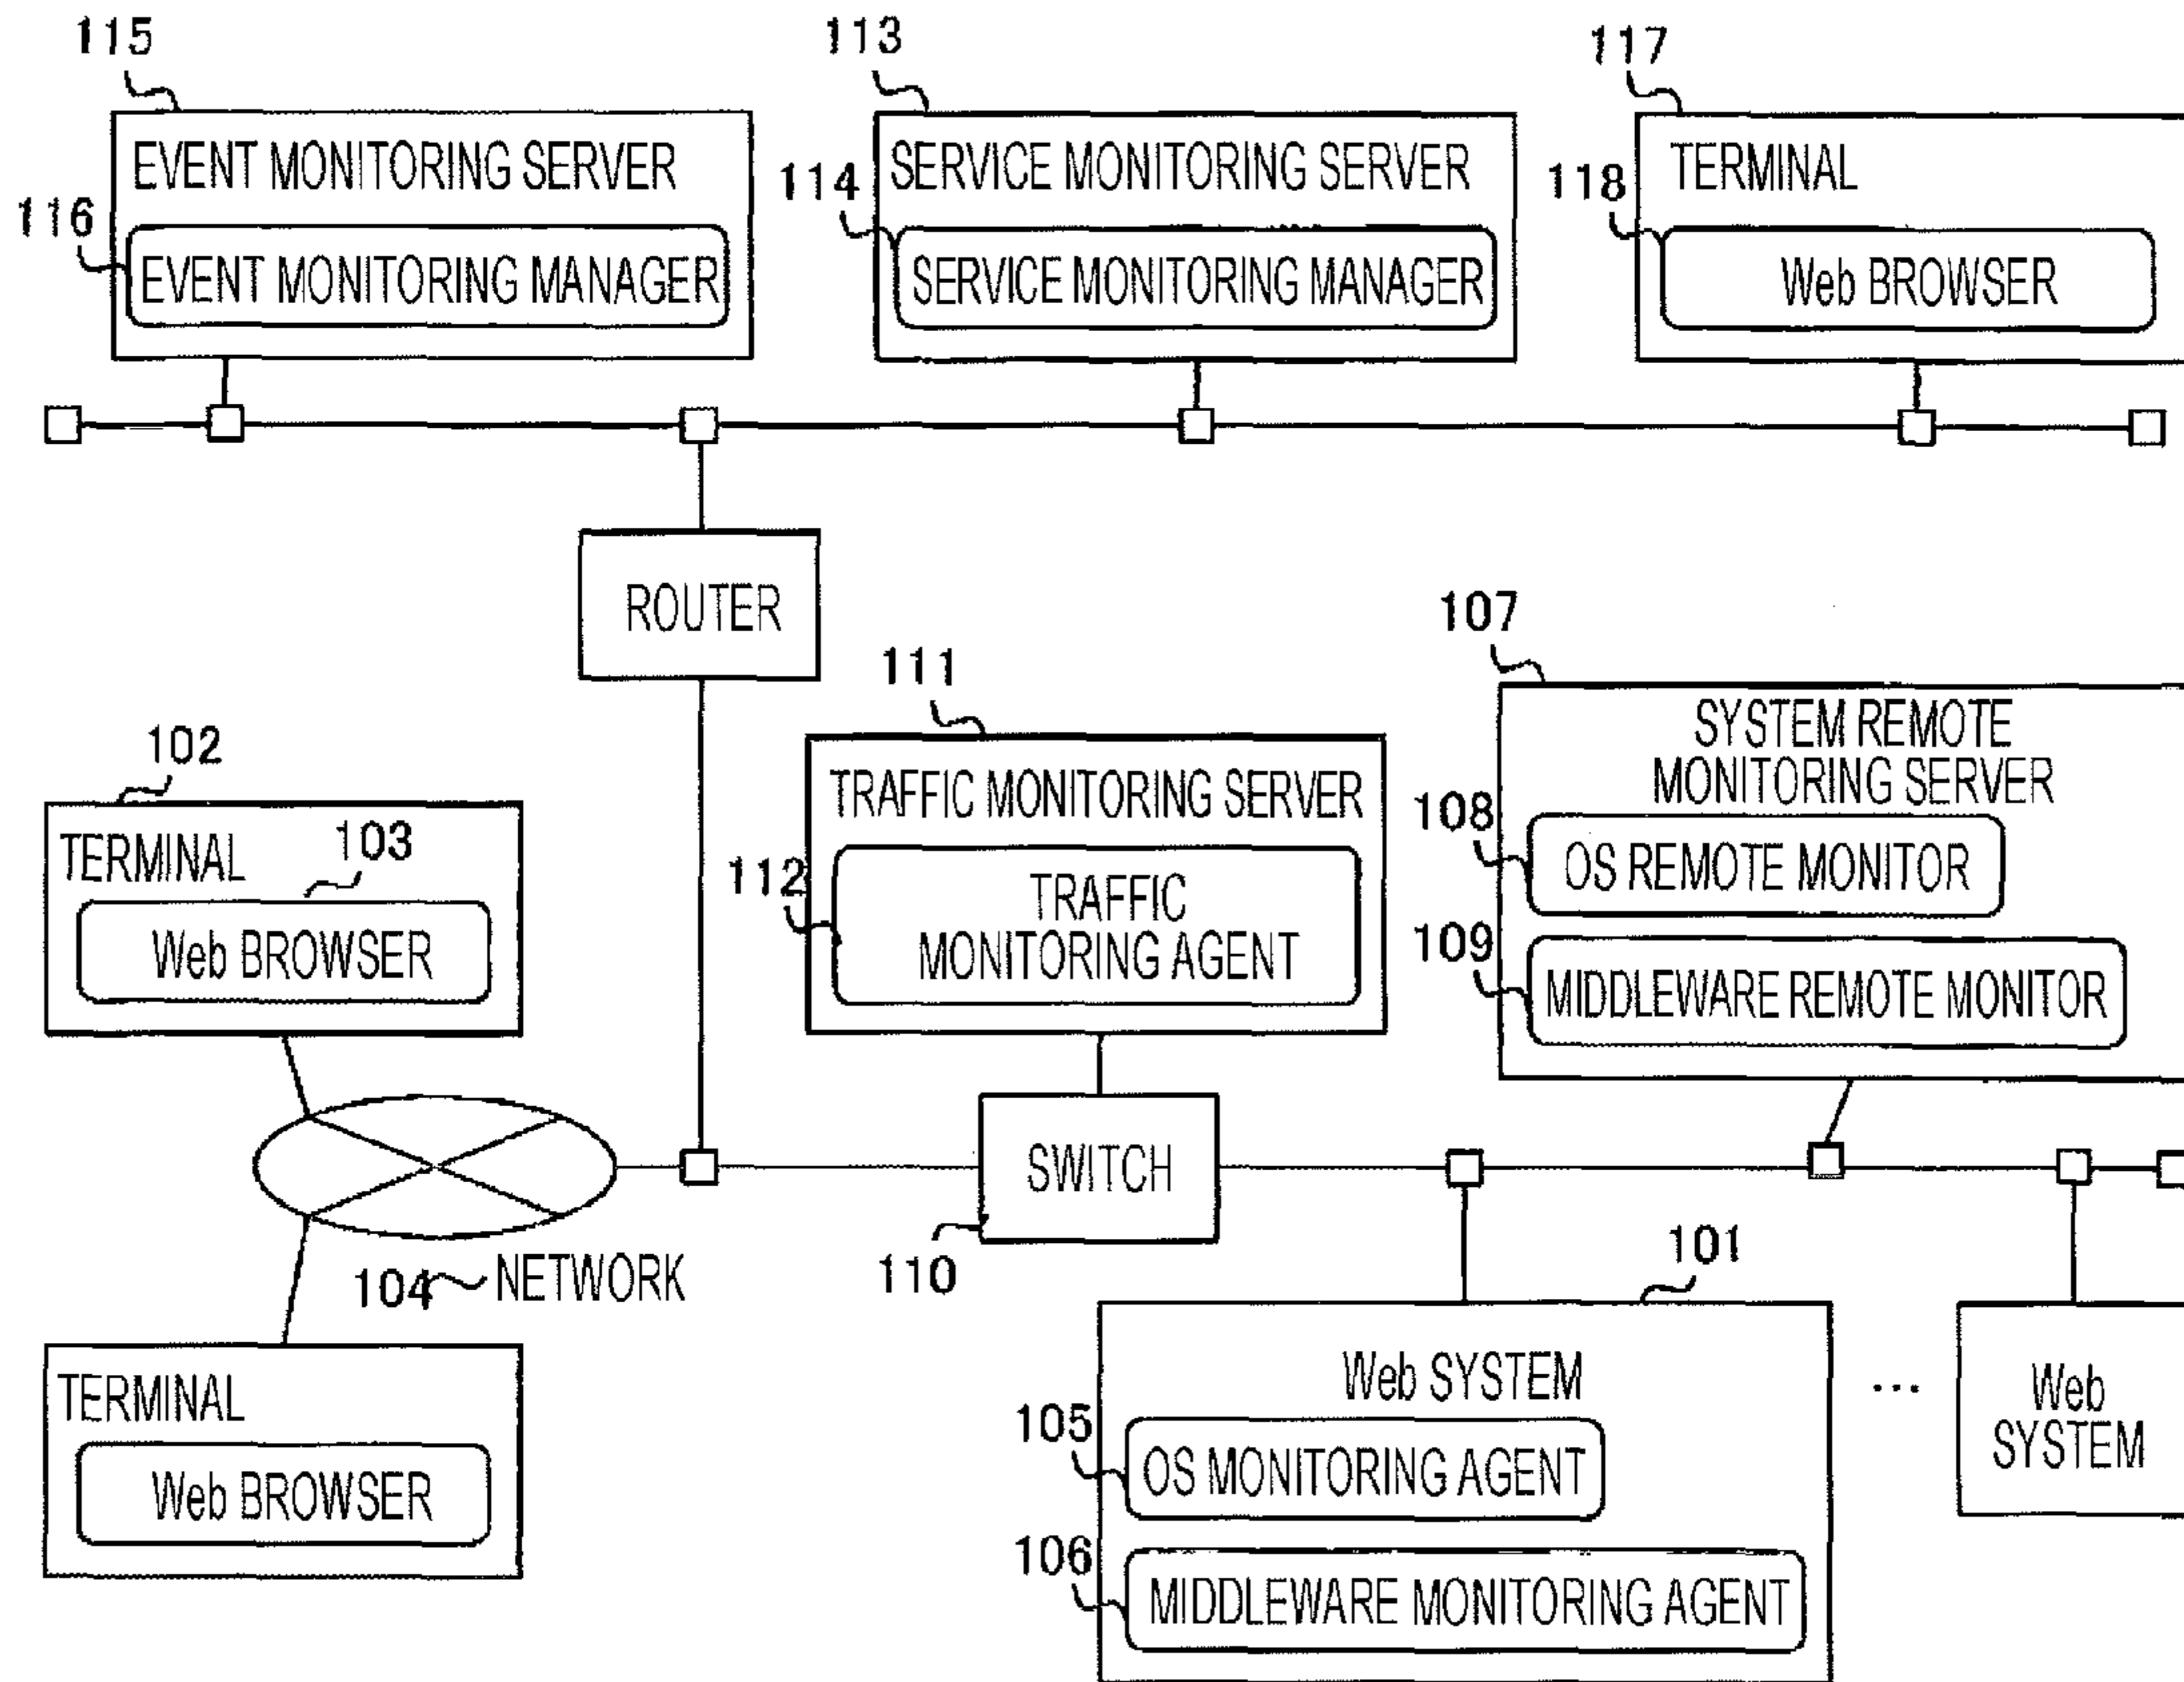 115
113
117
EVENT MONITORING SERVER
116
EVENT MONITORING MANAGER
SERVICE MONITORING SERVER
114
SERVICE MONITORING MANAGER
TERMINAL
118
Web BROWSER
ROUTER
107
SYSTEM REMOTE
MONITORING SERVER
108
OS REMOTE MONITOR
109
MIDDLEWARE REMOTE MONITOR
111
TRAFFIC MONITORING SERVER
112
TRAFFIC
MONITORING AGENT
102
TERMINAL
103
Web BROWSER
SWITCH
110
104
NETWORK
101
Web SYSTEM
105
OS MONITORING AGENT
106
MIDDLEWARE MONITORING AGENT
...
Web
SYSTEM
TERMINAL
Web BROWSER